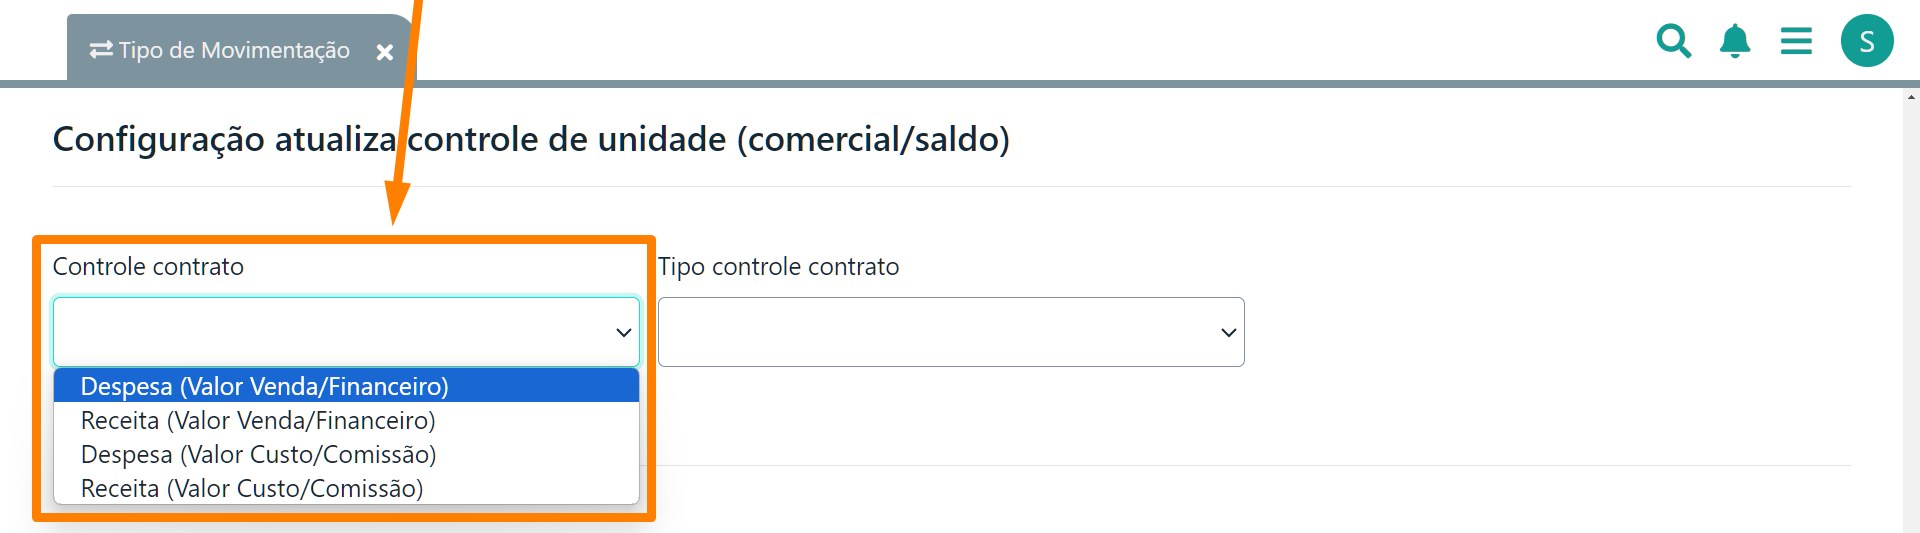 Tipo de Movimentação
S
Configuração atualiza controle de unidade (comercial/saldo)
Controle contrato
Tipo controle contrato
Despesa (Valor Venda/Financeiro)
Receita (Valor Venda/Financeiro)
Despesa (Valor Custo/Comissão)
Receita (Valor Custo/Comissão)